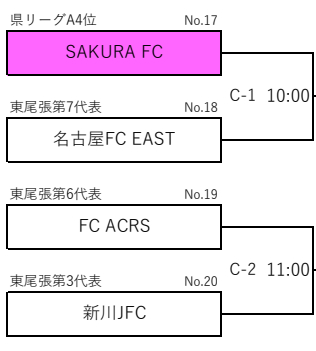 県リーグA4位 No.17
SAKURA FC
C-1 10:00
東尾張第7代表 No.18
名古屋FC EAST
東尾張第6代表 No.19
FC ACRS
C-2 11:00
東尾張第3代表 No.20
新川JFC